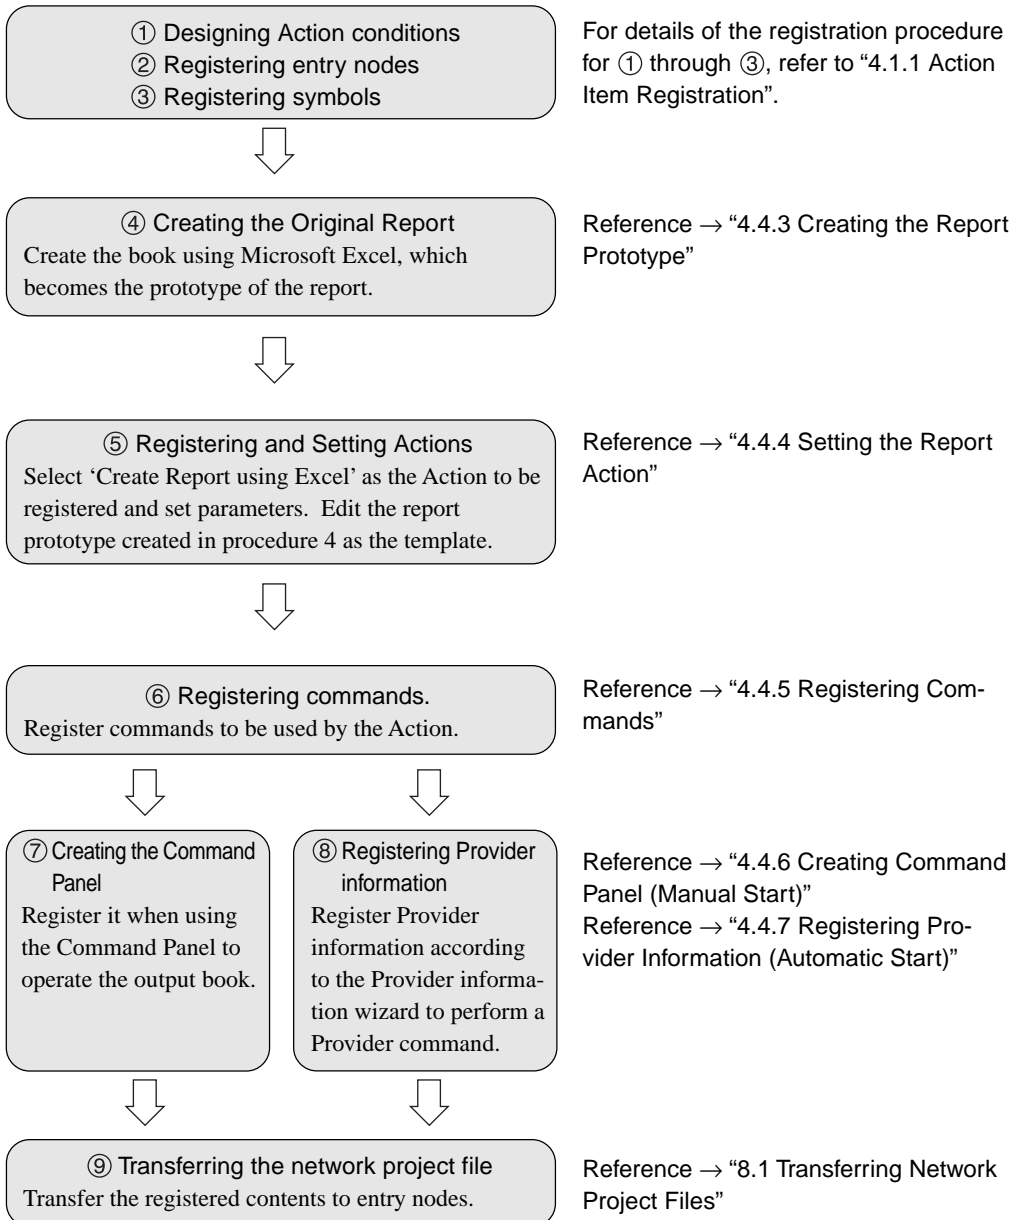 ① Designing Action conditions
② Registering entry nodes
③ Registering symbols
For details of the registration procedure
for ① through ③, refer to “4.1.1 Action
Item Registration”.
④ Creating the Original Report
Create the book using Microsoft Excel, which
becomes the prototype of the report.
Reference → “4.4.3 Creating the Report
Prototype”
⑤ Registering and Setting Actions
Select ‘Create Report using Excel’ as the Action to be
registered and set parameters. Edit the report
prototype created in procedure 4 as the template.
Reference → “4.4.4 Setting the Report
Action”
⑥ Registering commands.
Register commands to be used by the Action.
Reference → “4.4.5 Registering Com-
mands”
⑦ Creating the Command
Panel
Register it when using
the Command Panel to
operate the output book.
⑧ Registering Provider
information
Register Provider
information according
to the Provider informa-
tion wizard to perform a
Provider command.
Reference → “4.4.6 Creating Command
Panel (Manual Start)”
Reference → “4.4.7 Registering Pro-
vider Information (Automatic Start)”
⑨ Transferring the network project file
Transfer the registered contents to entry nodes.
Reference → “8.1 Transferring Network
Project Files”